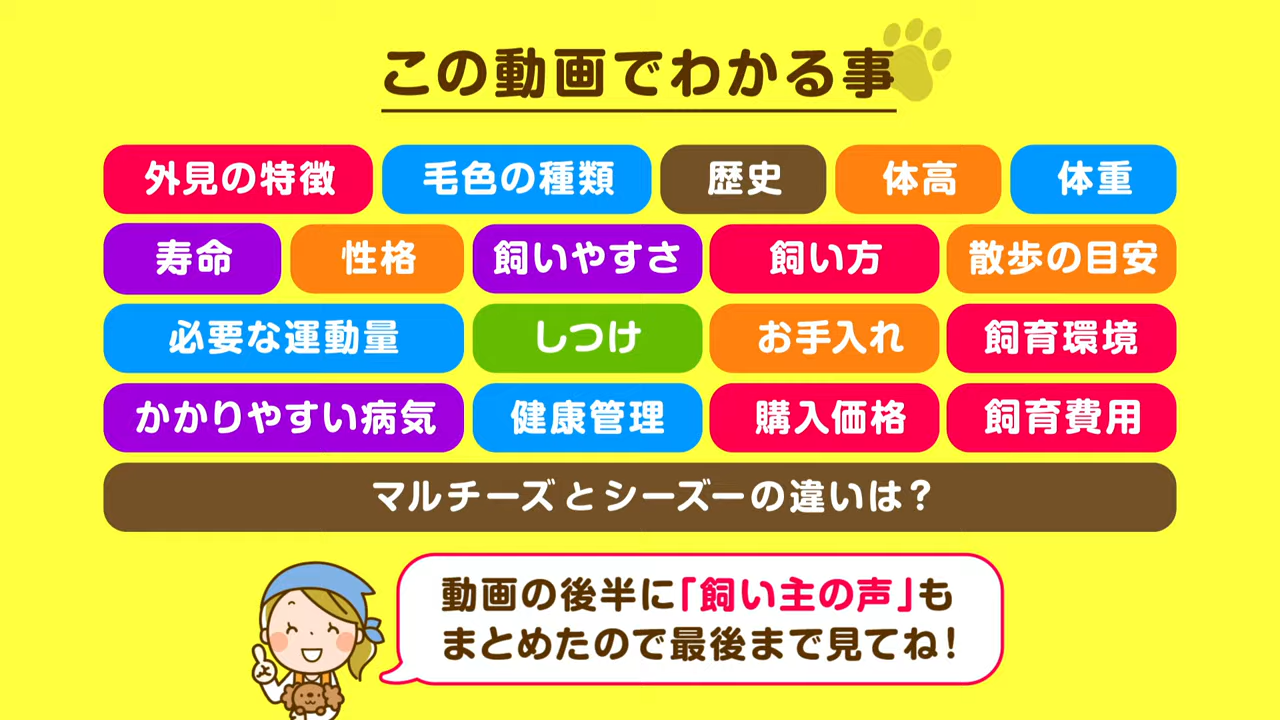 この動画でわかる事
外見の特徴 毛色の種類 歴史 体高 体重
寿命 性格 飼いやすさ 飼い方 散歩の目安
必要な運動量 しつけ お手入れ 飼育環境
かかりやすい病気 健康管理 購入価格 飼育費用
マルチーズとシーズーの違いは？
動画の後半に「飼い主の声」も
まとめたので最後まで見てね！